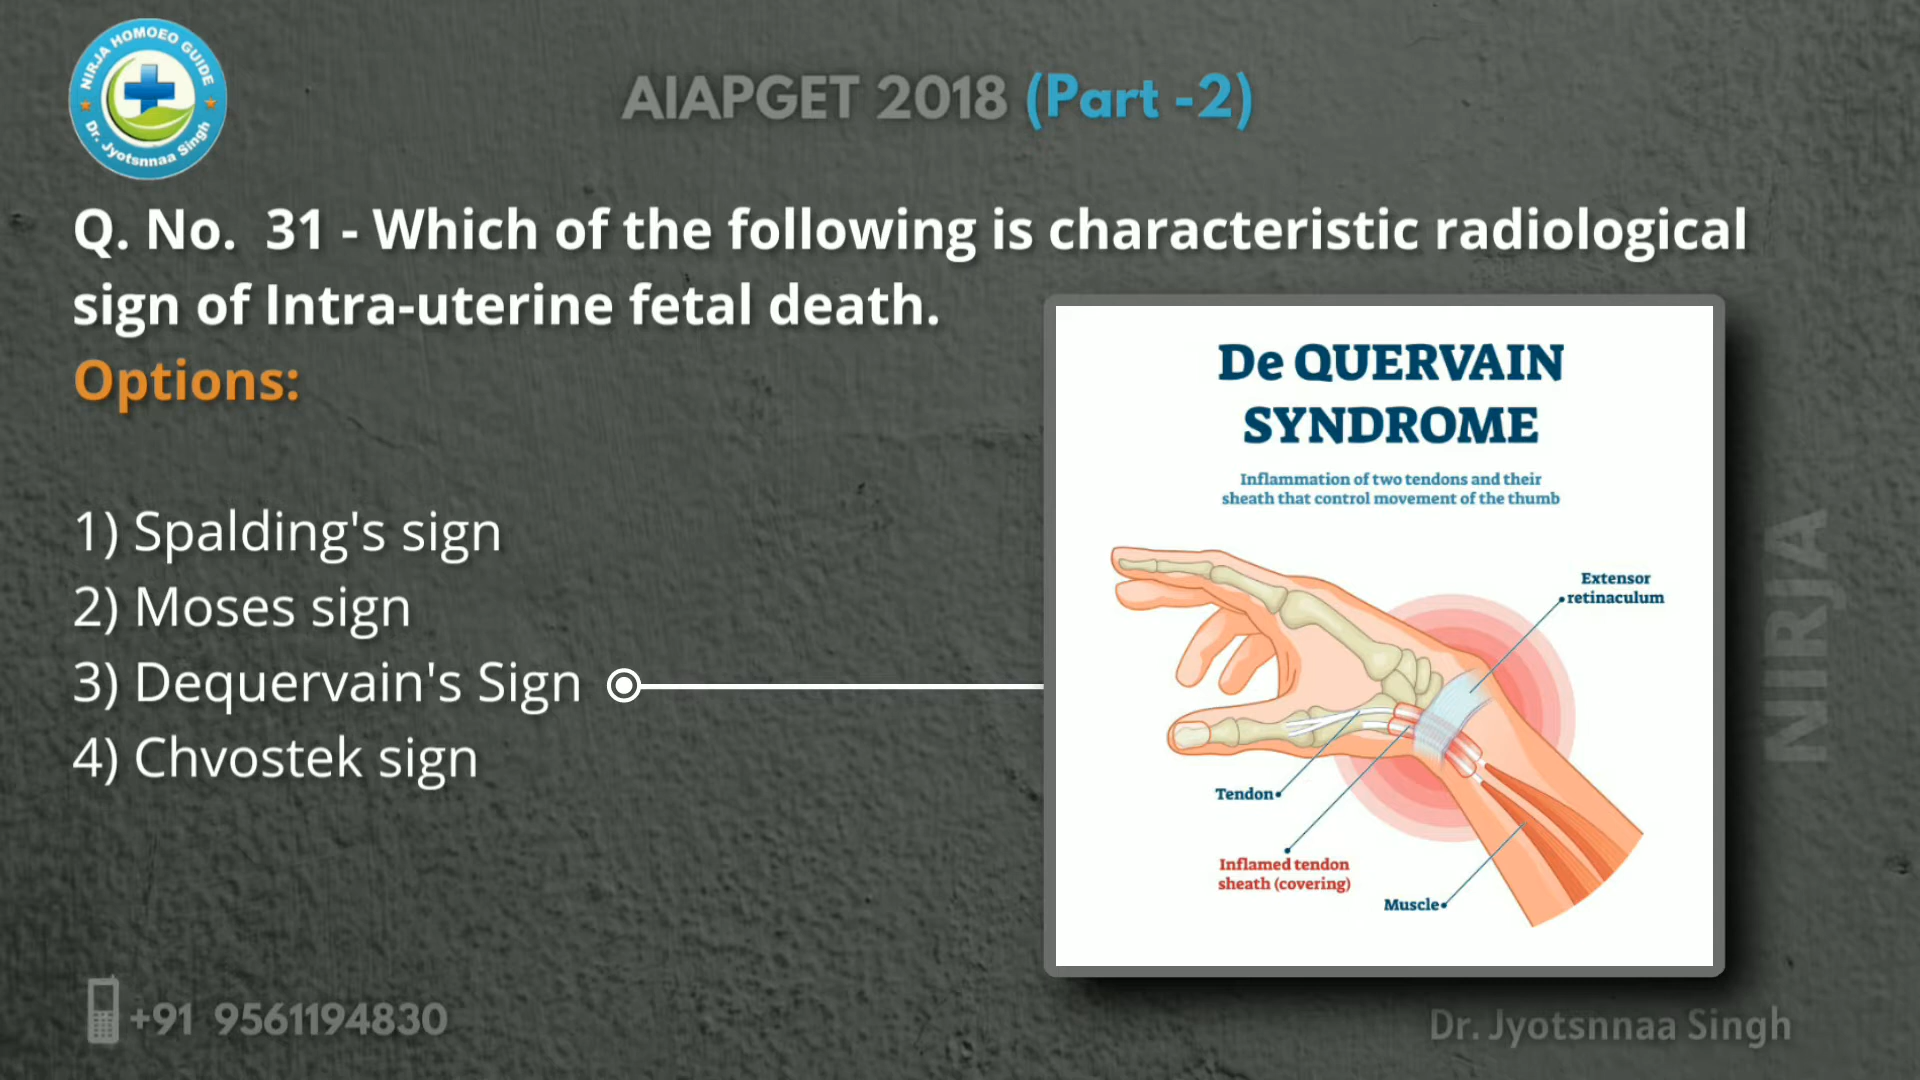 NIRJA HOMOEO GUIDE
Dr. Jyotsnnaa Singh
AIAPGET 2018 (Part -2)
Q. No. 31 - Which of the following is characteristic radiological
sign of Intra-uterine fetal death.
Options:
1) Spalding's sign
2) Moses sign
3) Dequervain's Sign
4) Chvostek sign
De QUERVAIN
SYNDROME
Inflammation of two tendons and their
sheath that control movement of the thumb
Extensor
retinaculum
Tendon
Inflamed tendon
sheath (covering)
Muscle
NIRJA
+91 9561194830
Dr. Jyotsnnaa Singh